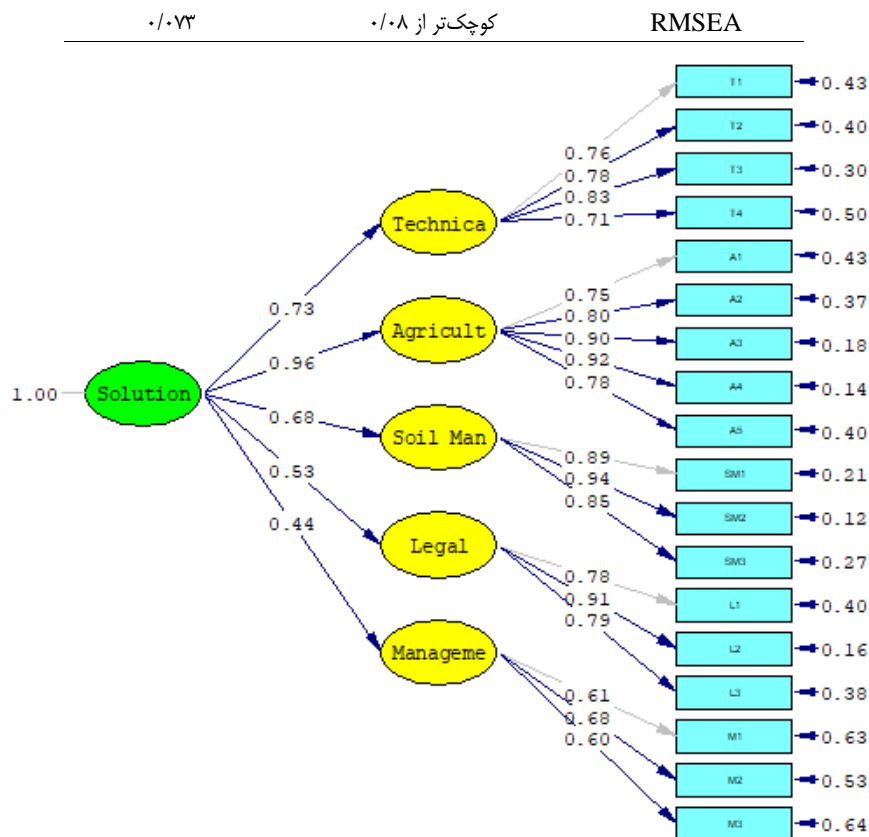 RMSEA کوچک‌تر از ۰/۰۸ ۰/۰۷۳
T1 0.43
T2 0.40
0.76
0.78
T3 0.30
0.83
0.71
T4 0.50
Technica
A1 0.43
0.75
A2 0.37
0.73
0.80
Agricult
0.90
A3 0.18
0.96
0.92
0.78
A4 0.14
1.00 Solution
0.68
A5 0.40
Soil Man
0.89
SM1 0.21
0.53
0.94
0.85
SM2 0.12
0.44
Legal
SM3 0.27
0.78
0.91
L1 0.40
0.79
L2 0.16
Manageme
L3 0.38
0.61
0.68
M1 0.63
0.60
M2 0.53
M3 0.64